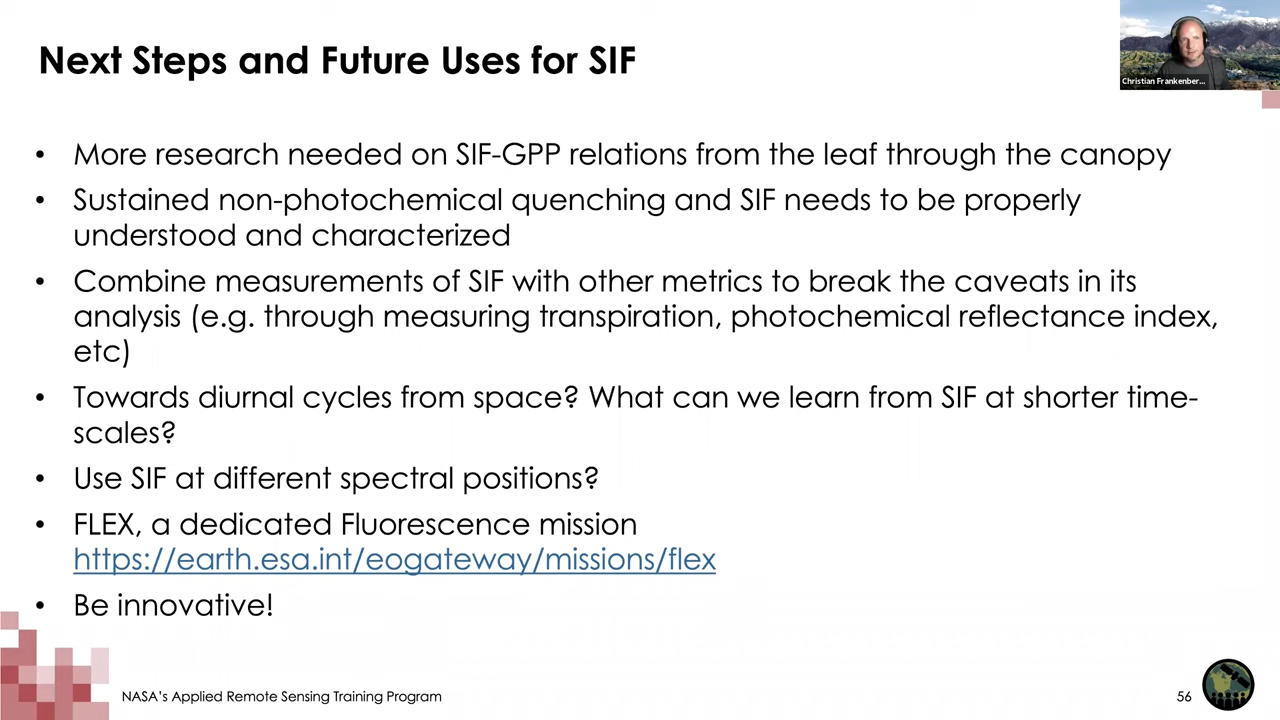 Next Steps and Future Uses for SIF
Christian Frankenber...
• More research needed on SIF-GPP relations from the leaf through the canopy
• Sustained non-photochemical quenching and SIF needs to be properly
understood and characterized
• Combine measurements of SIF with other metrics to break the caveats in its
analysis (e.g. through measuring transpiration, photochemical reflectance index,
etc)
• Towards diurnal cycles from space? What can we learn from SIF at shorter time-
scales?
• Use SIF at different spectral positions?
• FLEX, a dedicated Fluorescence mission
https://earth.esa.int/eogateway/missions/flex
• Be innovative!
NASA's Applied Remote Sensing Training Program
56